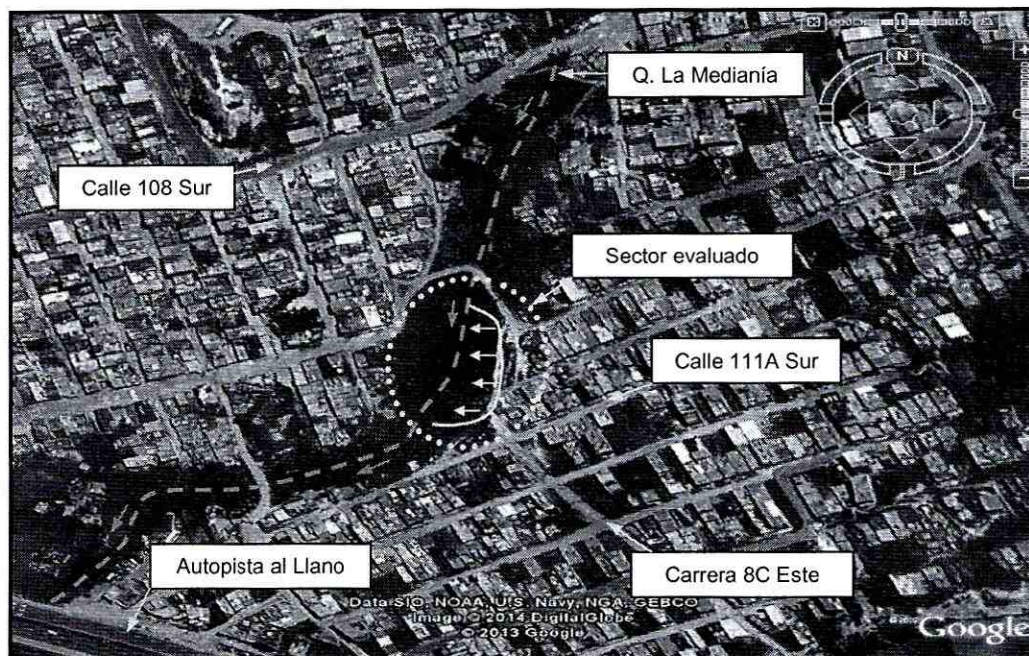 N
Q. La Medianía
Calle 108 Sur
Sector evaluado
Calle 111A Sur
Autopista al Llano
Carrera 8C Este
Data SIO, NOAA, U.S. Navy, NGA, GEBCO
Image © 2014 DigitalGlobe
© 2013 Google
Google